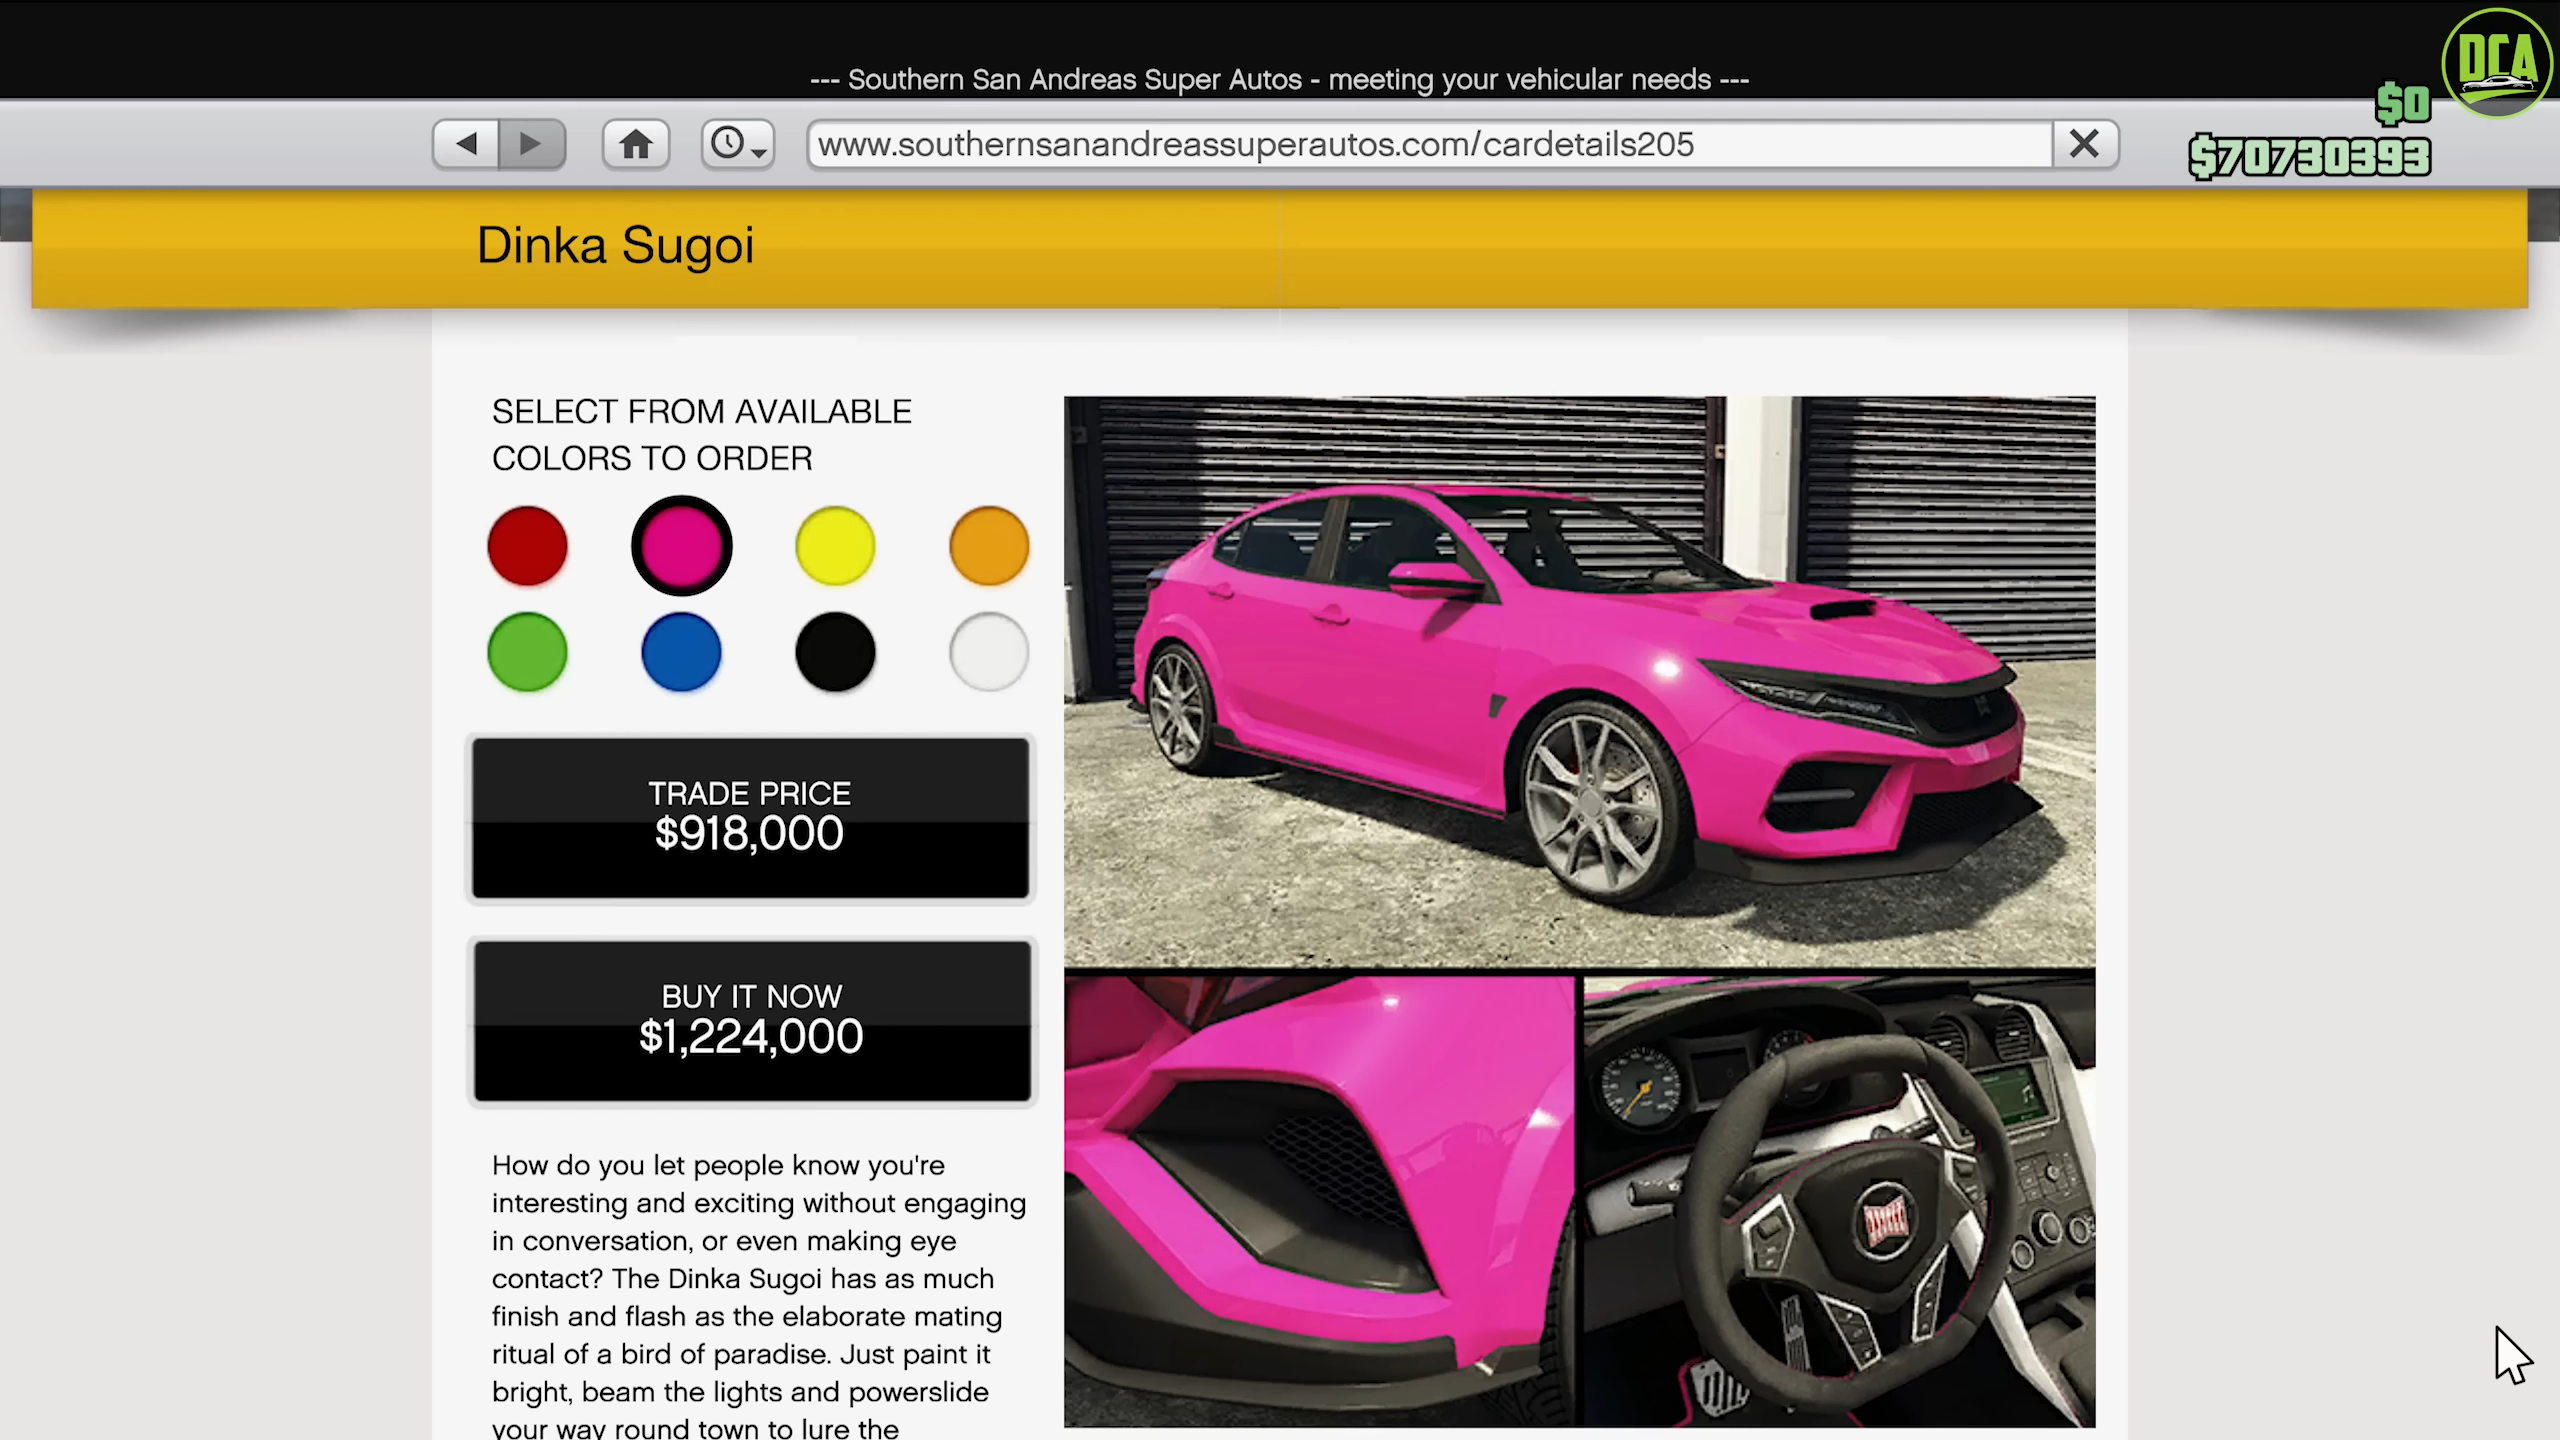 --- Southern San Andreas Super Autos - meeting your vehicular needs ---
DCA
$0
www.southernsanandreassuperautos.com/cardetails205
$70730393
Dinka Sugoi
SELECT FROM AVAILABLE
COLORS TO ORDER
TRADE PRICE
$918,000
BUY IT NOW
$1,224,000
How do you let people know you're
interesting and exciting without engaging
in conversation, or even making eye
contact? The Dinka Sugoi has as much
finish and flash as the elaborate mating
ritual of a bird of paradise. Just paint it
bright, beam the lights and powerslide
your way round town to lure the